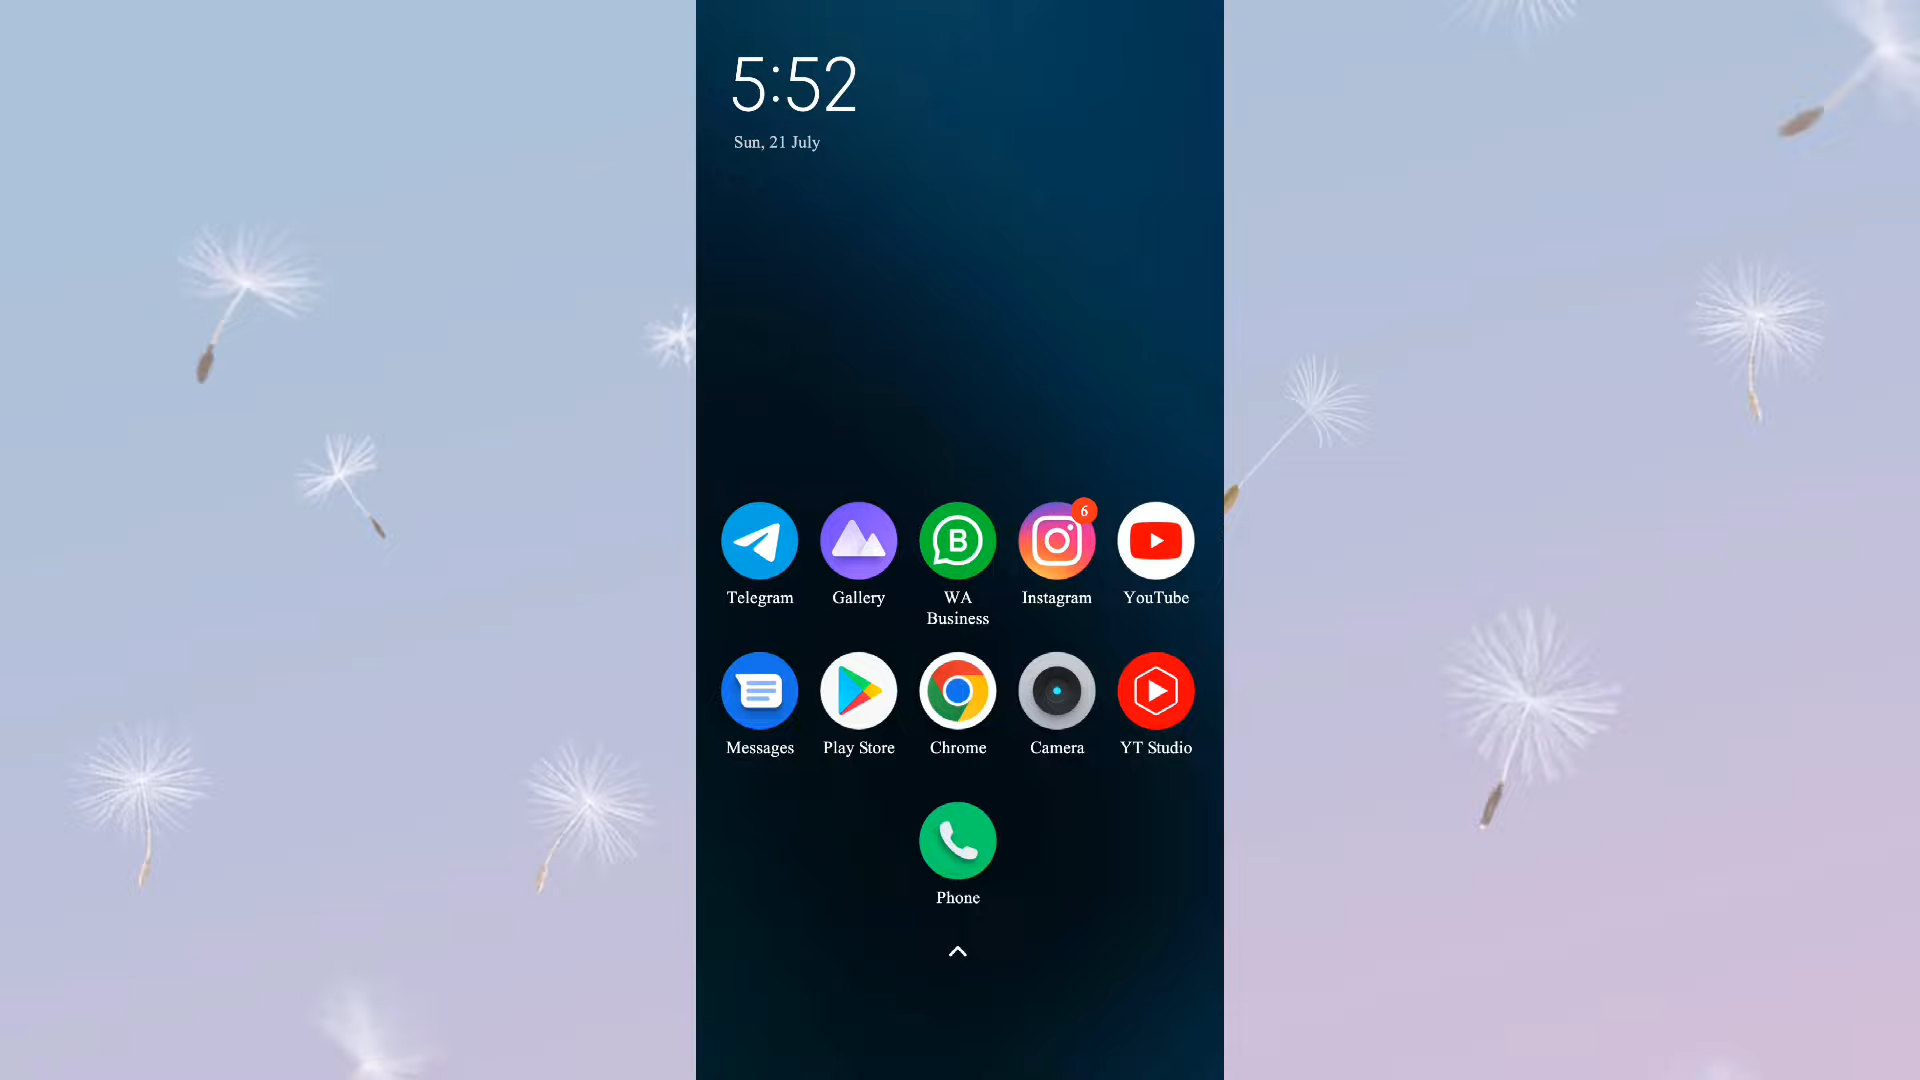 5:52
Sun, 21 July
6
Telegram
Gallery
WA
Business
Instagram
YouTube
Messages
Play Store
Chrome
Camera
YT Studio
Phone